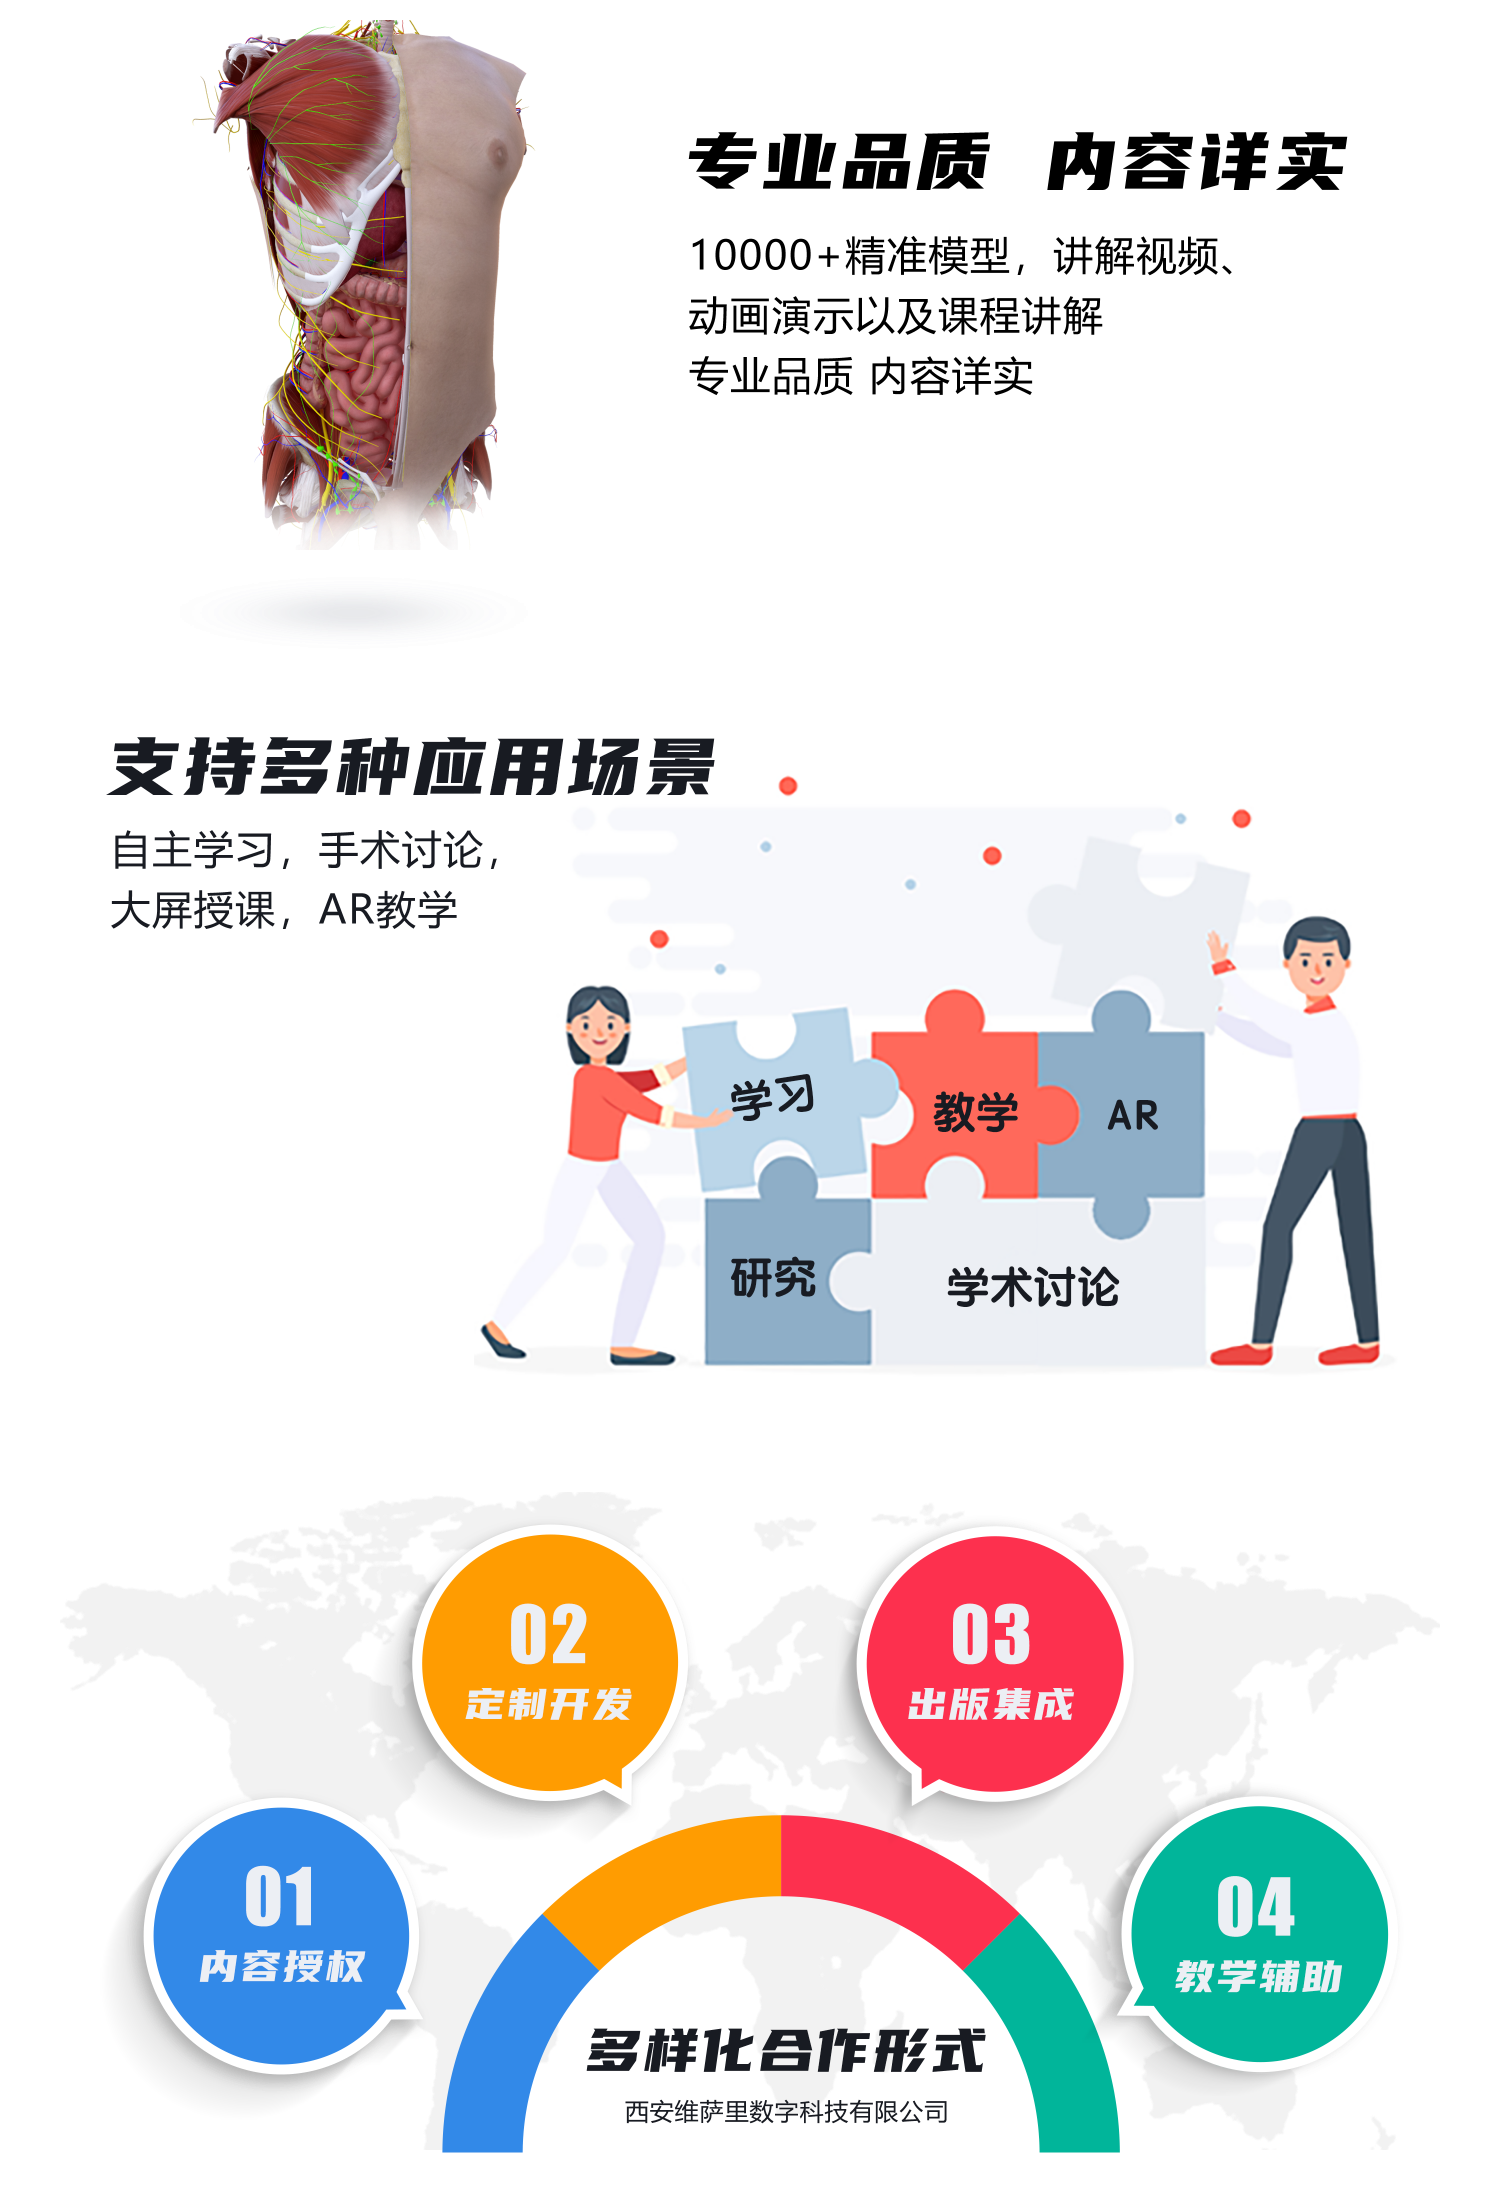 专业品质 内容详实
10000+精准模型，讲解视频、
动画演示以及课程讲解
专业品质 内容详实
支持多种应用场景
自主学习，手术讨论，
大屏授课，AR教学
学习
教学
AR
研究
学术讨论
02
定制开发
03
出版集成
01
内容授权
04
教学辅助
多样化合作形式
西安维萨里数字科技有限公司